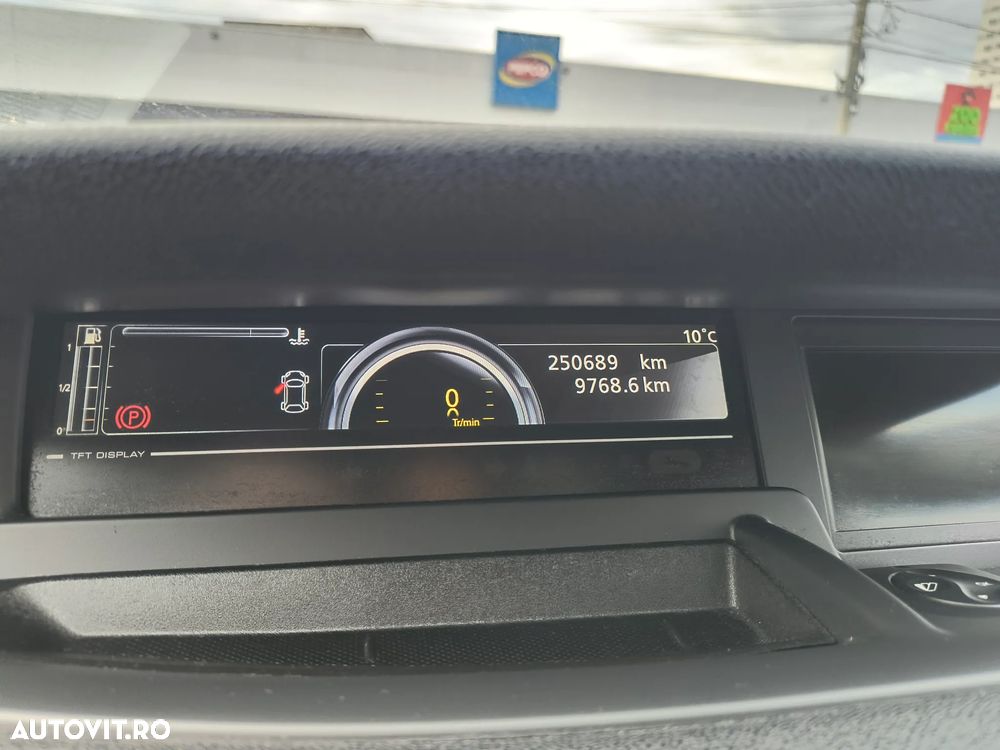 10°C
1
1/2
0
250689 km
9768.6 km
P
0
Tr/min
TFT DISPLAY
AUTOVIT.RO